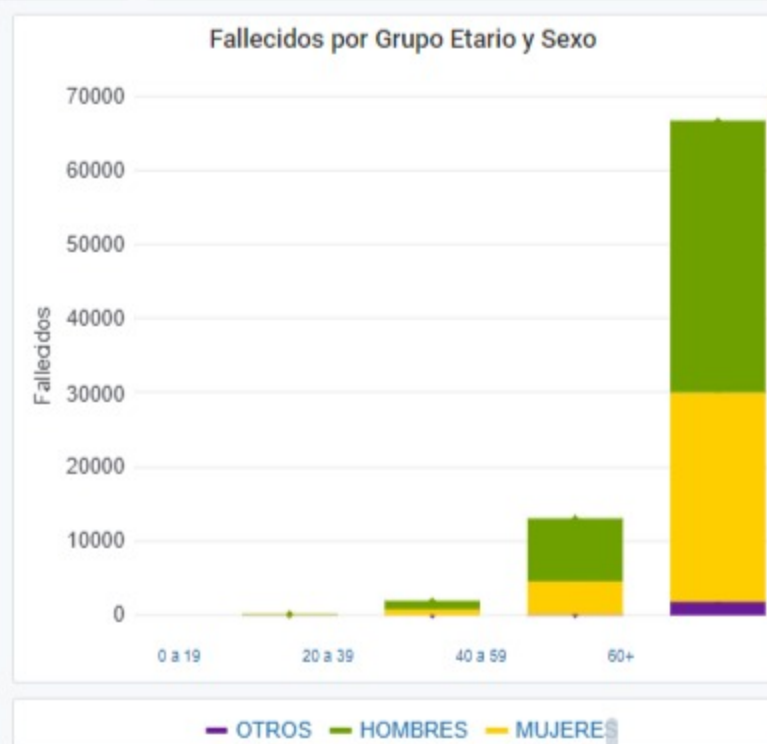 Fallecidos por Grupo Etario y Sexo
70000
60000
50000
40000
30000
20000
10000
0
Fallecidos
0 a 19 20 a 39 40 a 59 60+
OTROS HOMBRES MUJERES